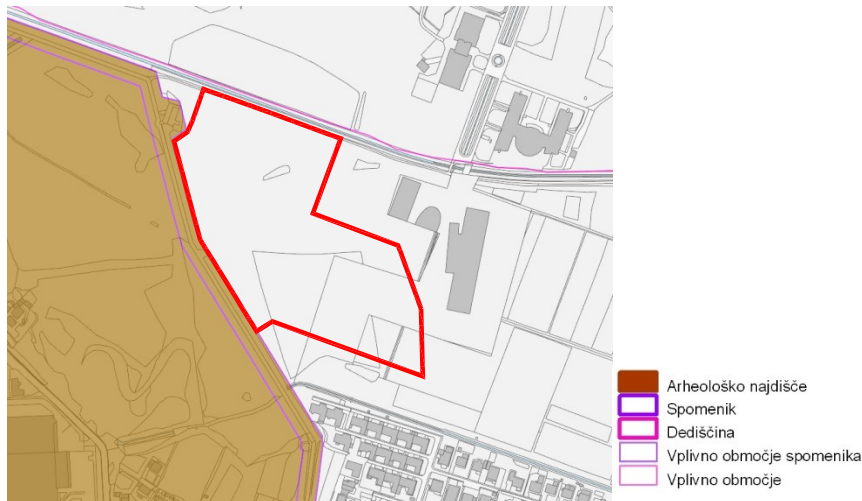 Arheološko najdišče
Spomenik
Dediščina
Vplivno območje spomenika
Vplivno območje